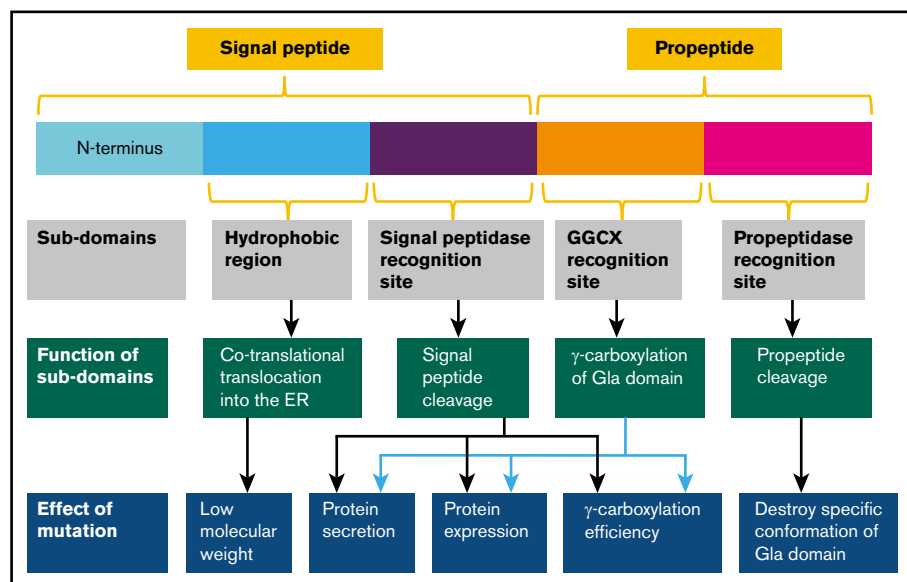 Signal peptide
Propeptide
N-terminus
Sub-domains
Hydrophobic
region
Signal peptidase
recognition
site
GGCX
recognition
site
Propeptidase
recognition
site
Function of
sub-domains
Co-translational
translocation
into the ER
Signal
peptide
cleavage
γ-carboxylation
of Gla domain
Propeptide
cleavage
Effect of
mutation
Low
molecular
weight
Protein
secretion
Protein
expression
γ-carboxylation
efficiency
Destroy specific
conformation of
Gla domain